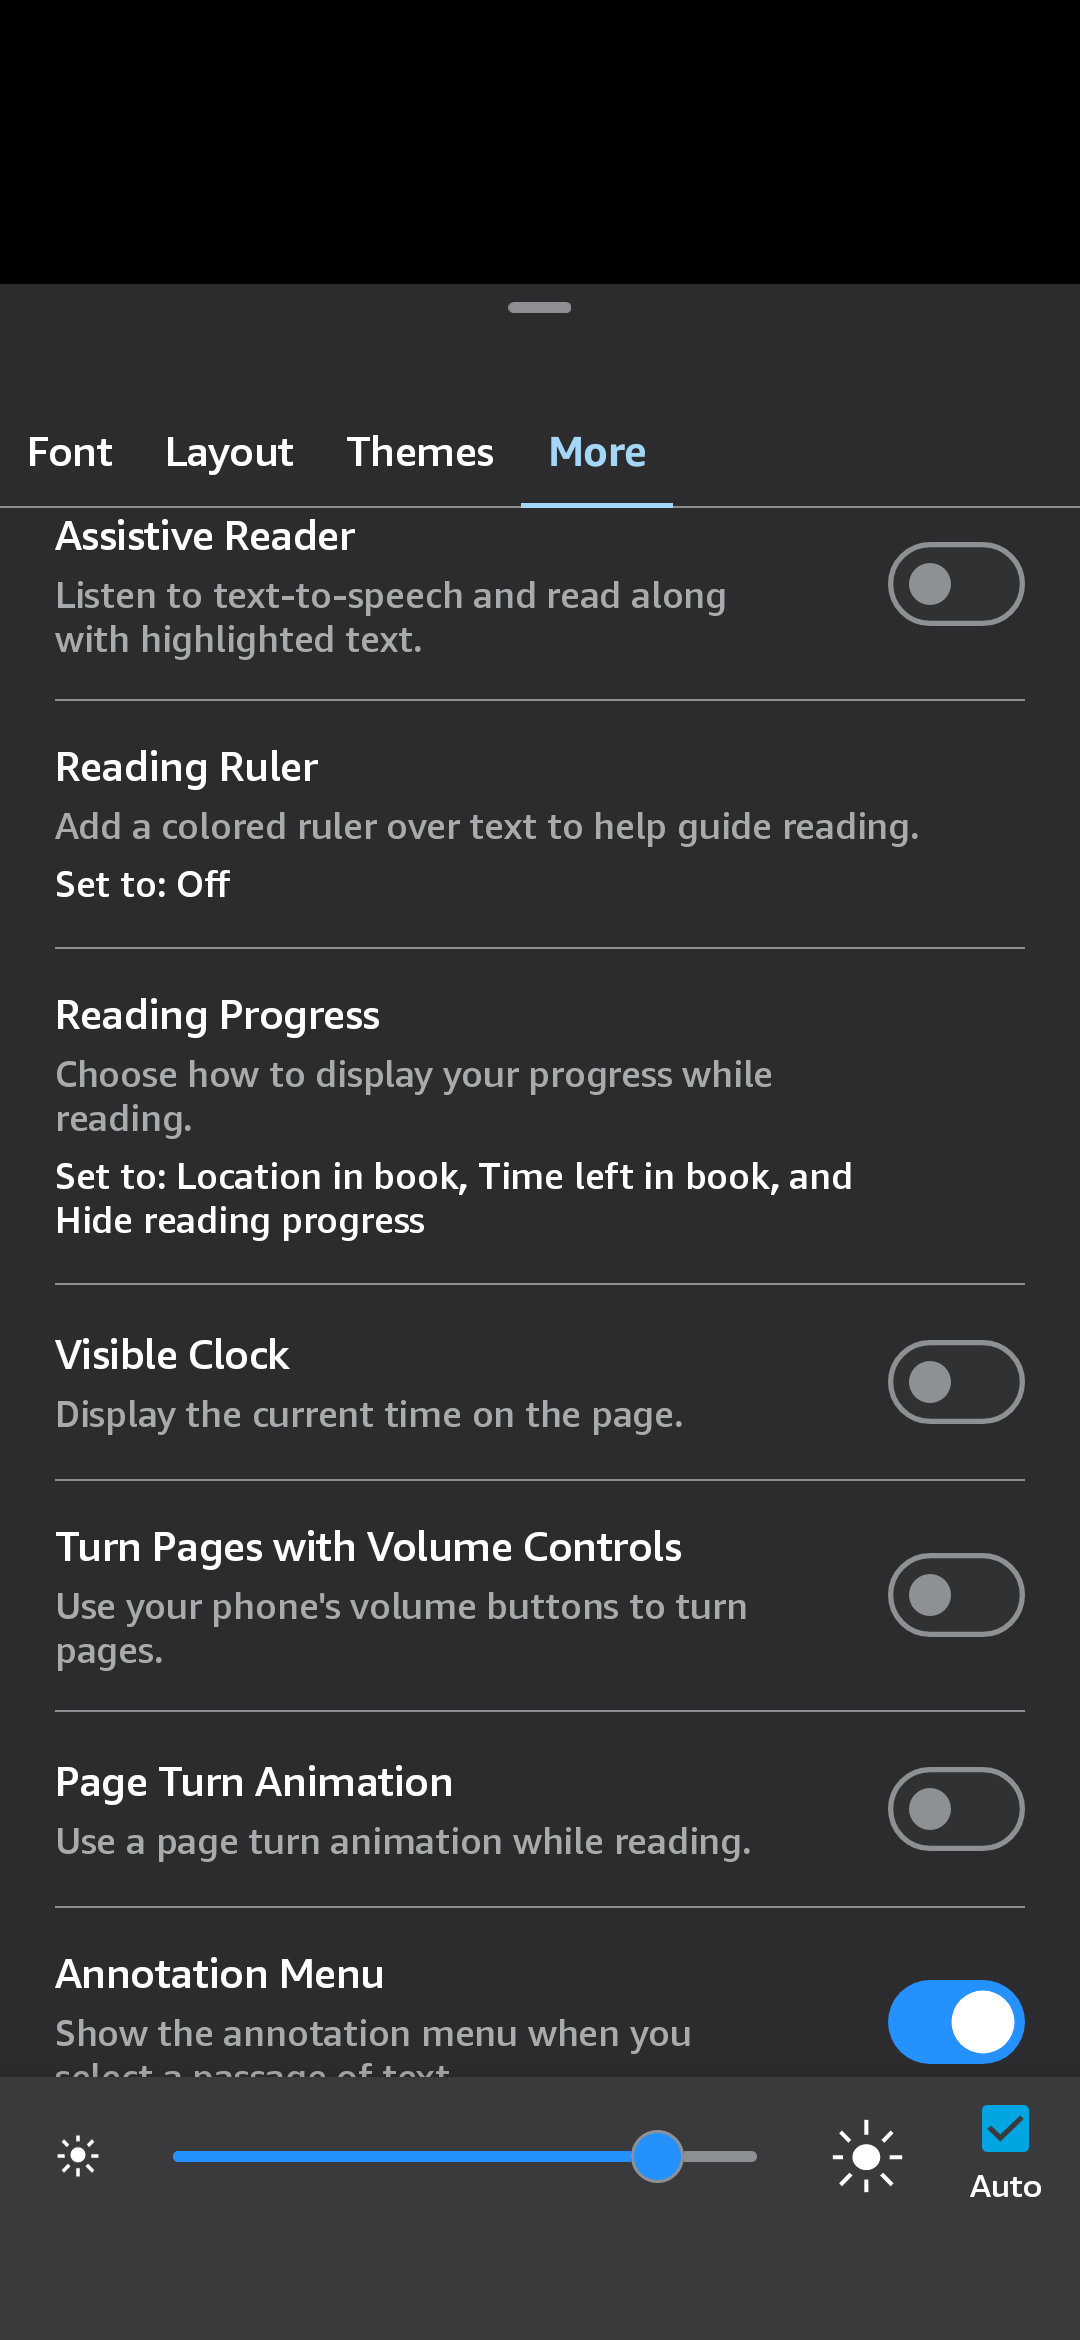 Font Layout Themes More
Assistive Reader
Listen to text-to-speech and read along
with highlighted text.
Reading Ruler
Add a colored ruler over text to help guide reading.
Set to: Off
Reading Progress
Choose how to display your progress while
reading.
Set to: Location in book, Time left in book, and
Hide reading progress
Visible Clock
Display the current time on the page.
Turn Pages with Volume Controls
Use your phone's volume buttons to turn
pages.
Page Turn Animation
Use a page turn animation while reading.
Annotation Menu
Show the annotation menu when you
select a passage of text
Auto